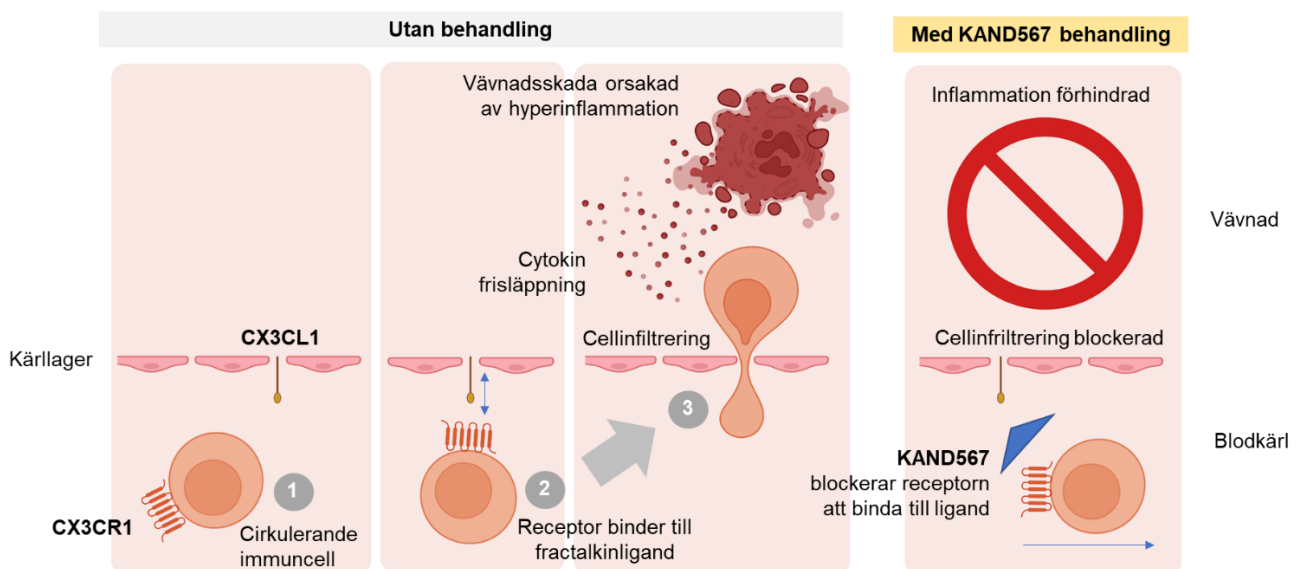 Utan behandling
Med KAND567 behandling
Vävnadsskada orsakad
av hyperinflammation
Inflammation förhindrad
Vävnad
Cytokin
frisläppning
CX3CL1
Cellinfiltrering
Cellinfriltrering blockerad
Kärllager
3
Blodkärl
KAND567
blockerar receptorn
att binda till ligand
1
2
CX3CR1
Cirkulerande
immuncell
Receptor binder till
fractalkinligand